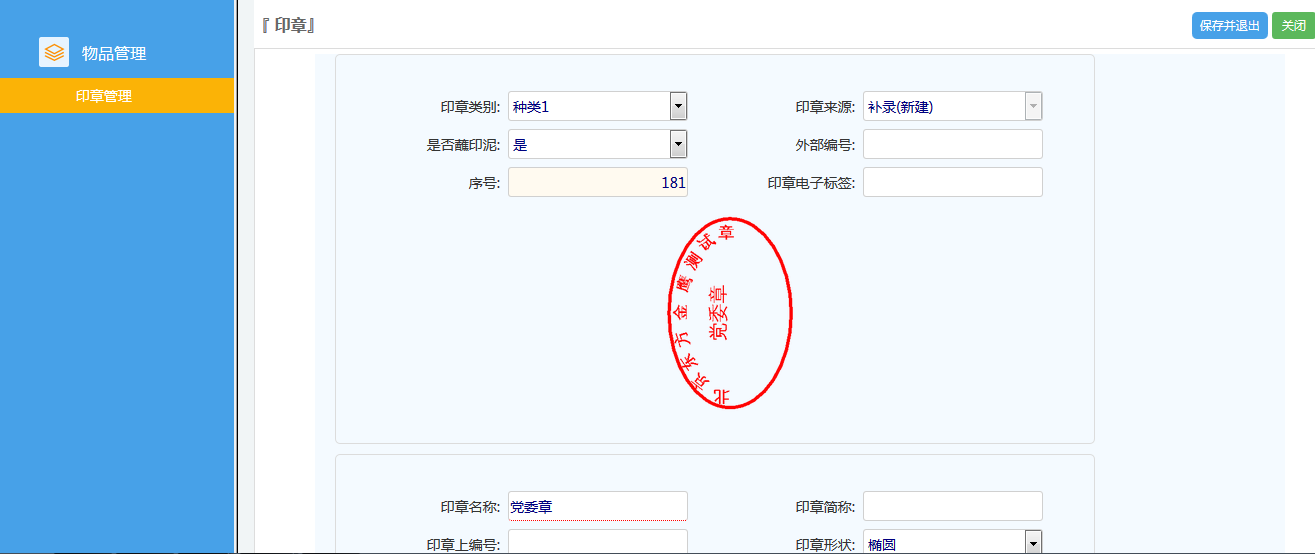 物品管理
印章管理
『 印章』
保存并退出
关闭
印章类别: 种类1
印章来源: 补录(新建)
是否蘸印泥: 是
外部编号:
序号: 181
印章电子标签:
北京东方金鹰测试章
党委章
印章名称: 党委章
印章简称:
印章上编号:
印章形状: 椭圆